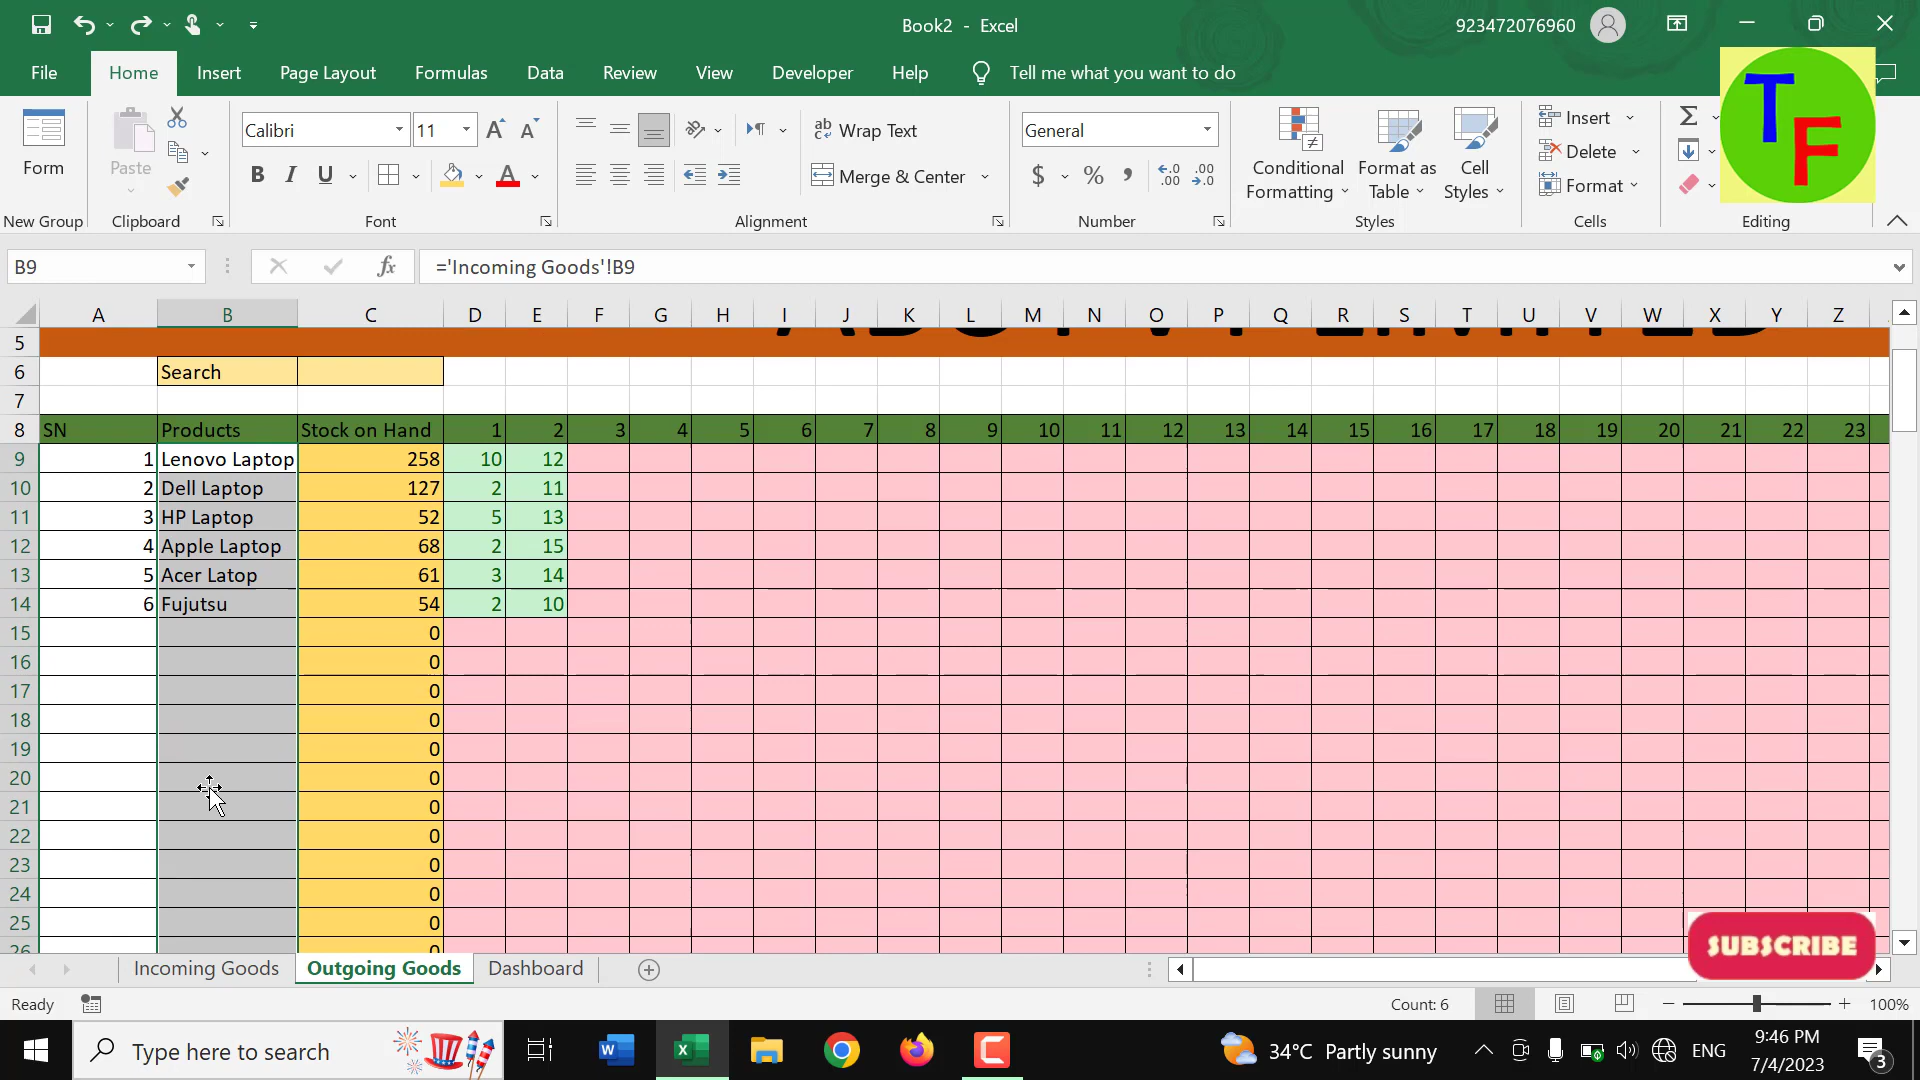 Book2 - Excel
923472076960
File Home Insert Page Layout Formulas Data Review View Developer Help Tell me what you want to do
TF
Form
New Group
Paste
Clipboard
Calibri 11
B I U
Font
Wrap Text
Merge & Center
Alignment
General
$ % ,
Number
Conditional Formatting
Format as Table
Cell Styles
Styles
Insert
Delete
Format
Cells
Editing
B9 fx ='Incoming Goods'!B9
A B C D E F G H I J K L M N O P Q R S T U V W X Y Z
5
6 Search
7
8 SN Products Stock on Hand 1 2 3 4 5 6 7 8 9 10 11 12 13 14 15 16 17 18 19 20 21 22 23
9 1 Lenovo Laptop 258 10 12
10 2 Dell Laptop 127 2 11
11 3 HP Laptop 52 5 13
12 4 Apple Laptop 68 2 15
13 5 Acer Latop 61 3 14
14 6 Fujutsu 54 2 10
15 0
16 0
17 0
18 0
19 0
20 0
21 0
22 0
23 0
24 0
25 0
26 0
SUBSCRIBE
Incoming Goods Outgoing Goods Dashboard
Ready Count: 6 100%
Type here to search 34°C Partly sunny ENG 9:46 PM
7/4/2023 3